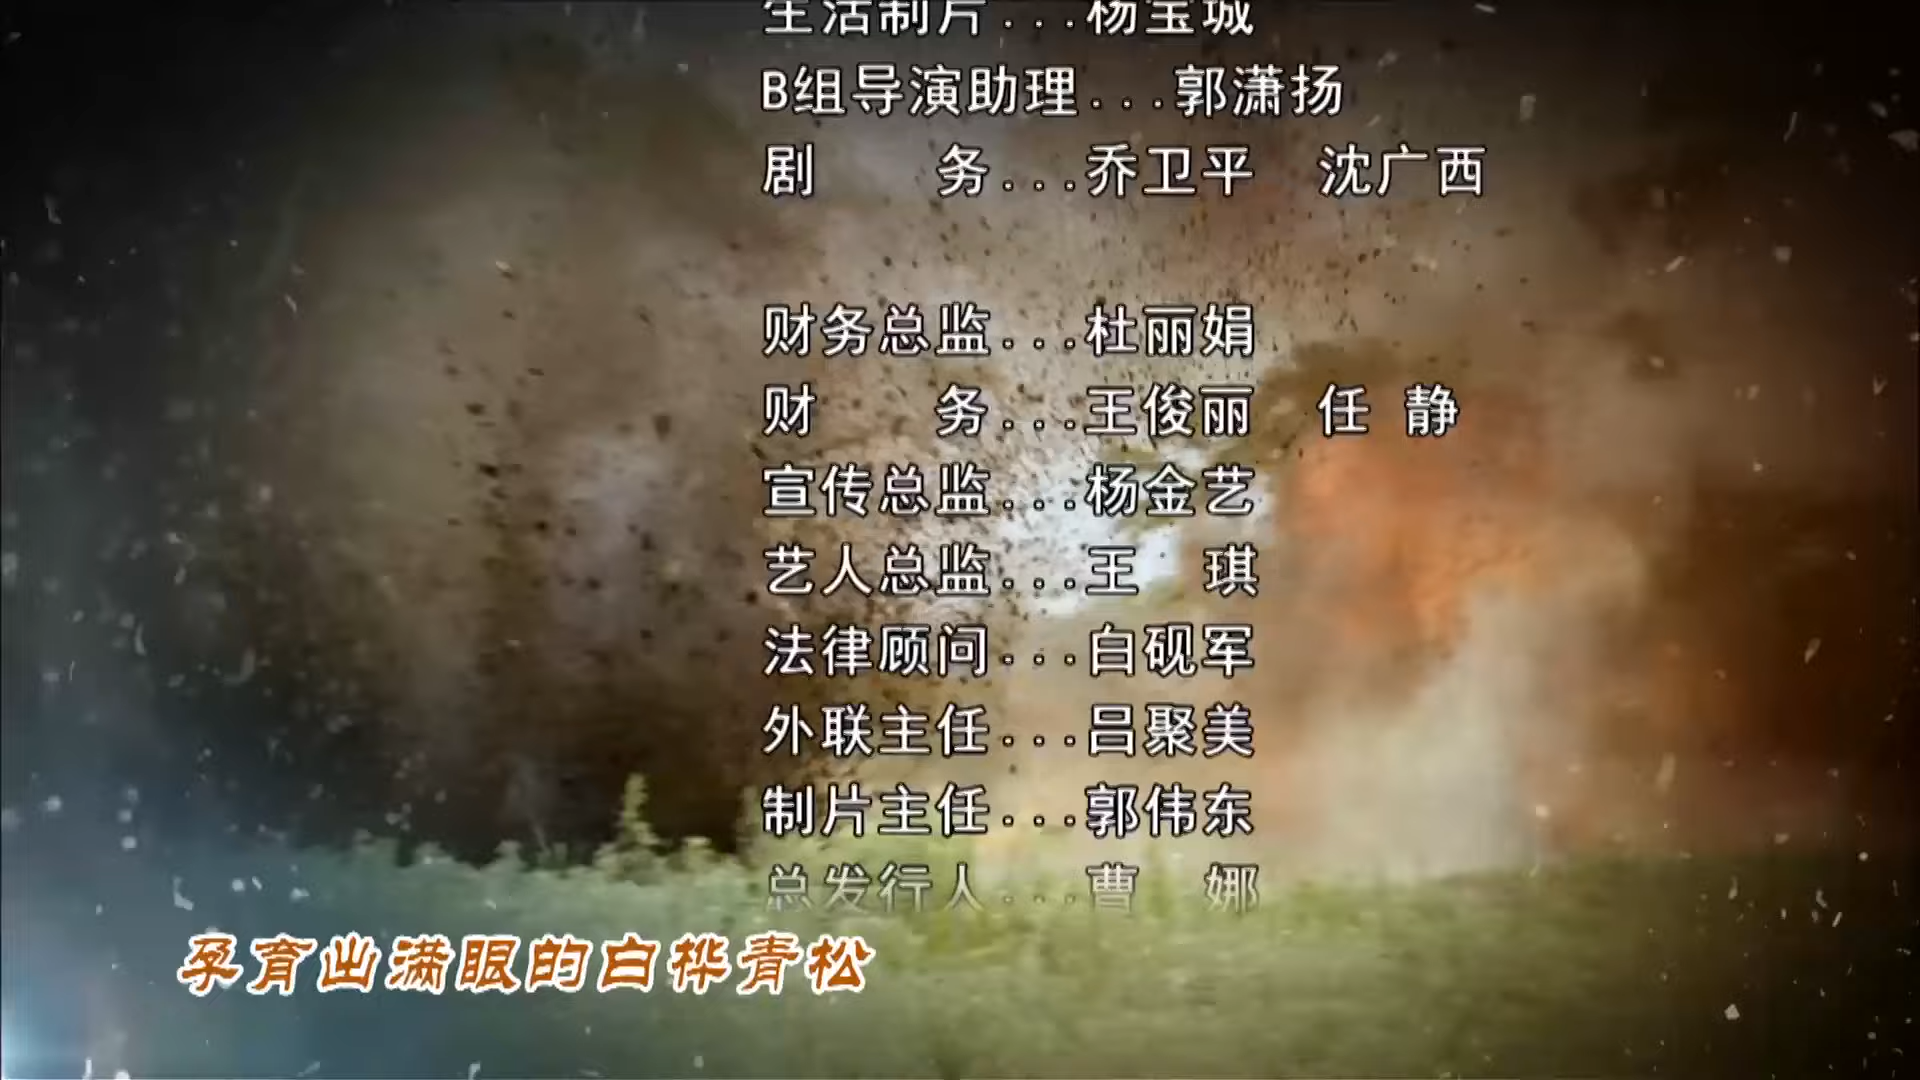 生活制片...杨宝城
B组导演助理...郭潇扬
剧 务...乔卫平 沈广西
财务总监...杜丽娟
财 务...王俊丽 任 静
宣传总监...杨金艺
艺人总监...王 琪
法律顾问...白砚军
外联主任...吕聚美
制片主任...郭伟东
总发行人...曹 娜
孕育出满眼的白桦青松